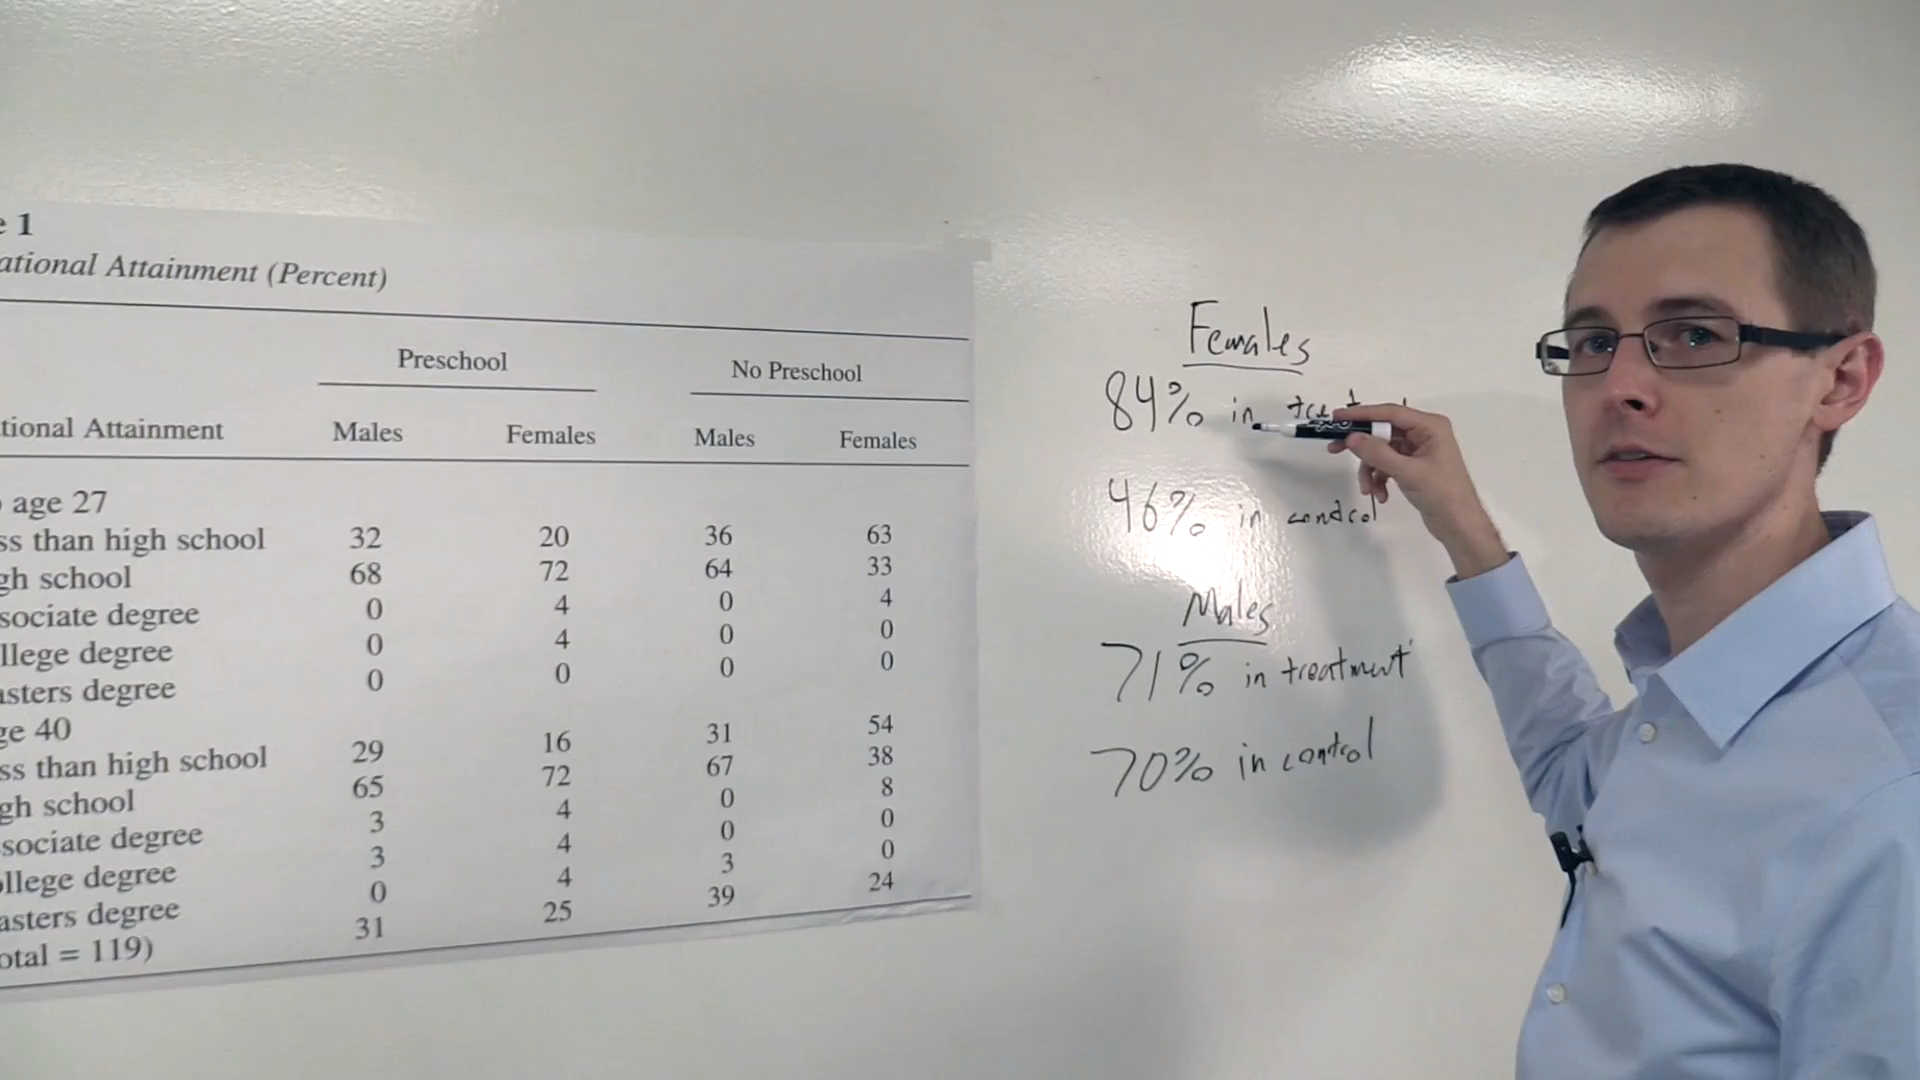 e 1
ational Attainment (Percent)
Preschool No Preschool
tional Attainment Males Females Males Females
age 27
ss than high school 32 20 36 63
gh school 68 72 64 33
sociate degree 0 4 0 4
llege degree 0 4 0 0
asters degree 0 0 0 0
ge 40
ss than high school 29 16 31 54
gh school 65 72 67 38
sociate degree 3 4 0 8
ollege degree 3 4 0 0
asters degree 0 4 3 0
otal = 119) 31 25 39 24
Females
84% in
46% in control
Males
71% in treatment
70% in control